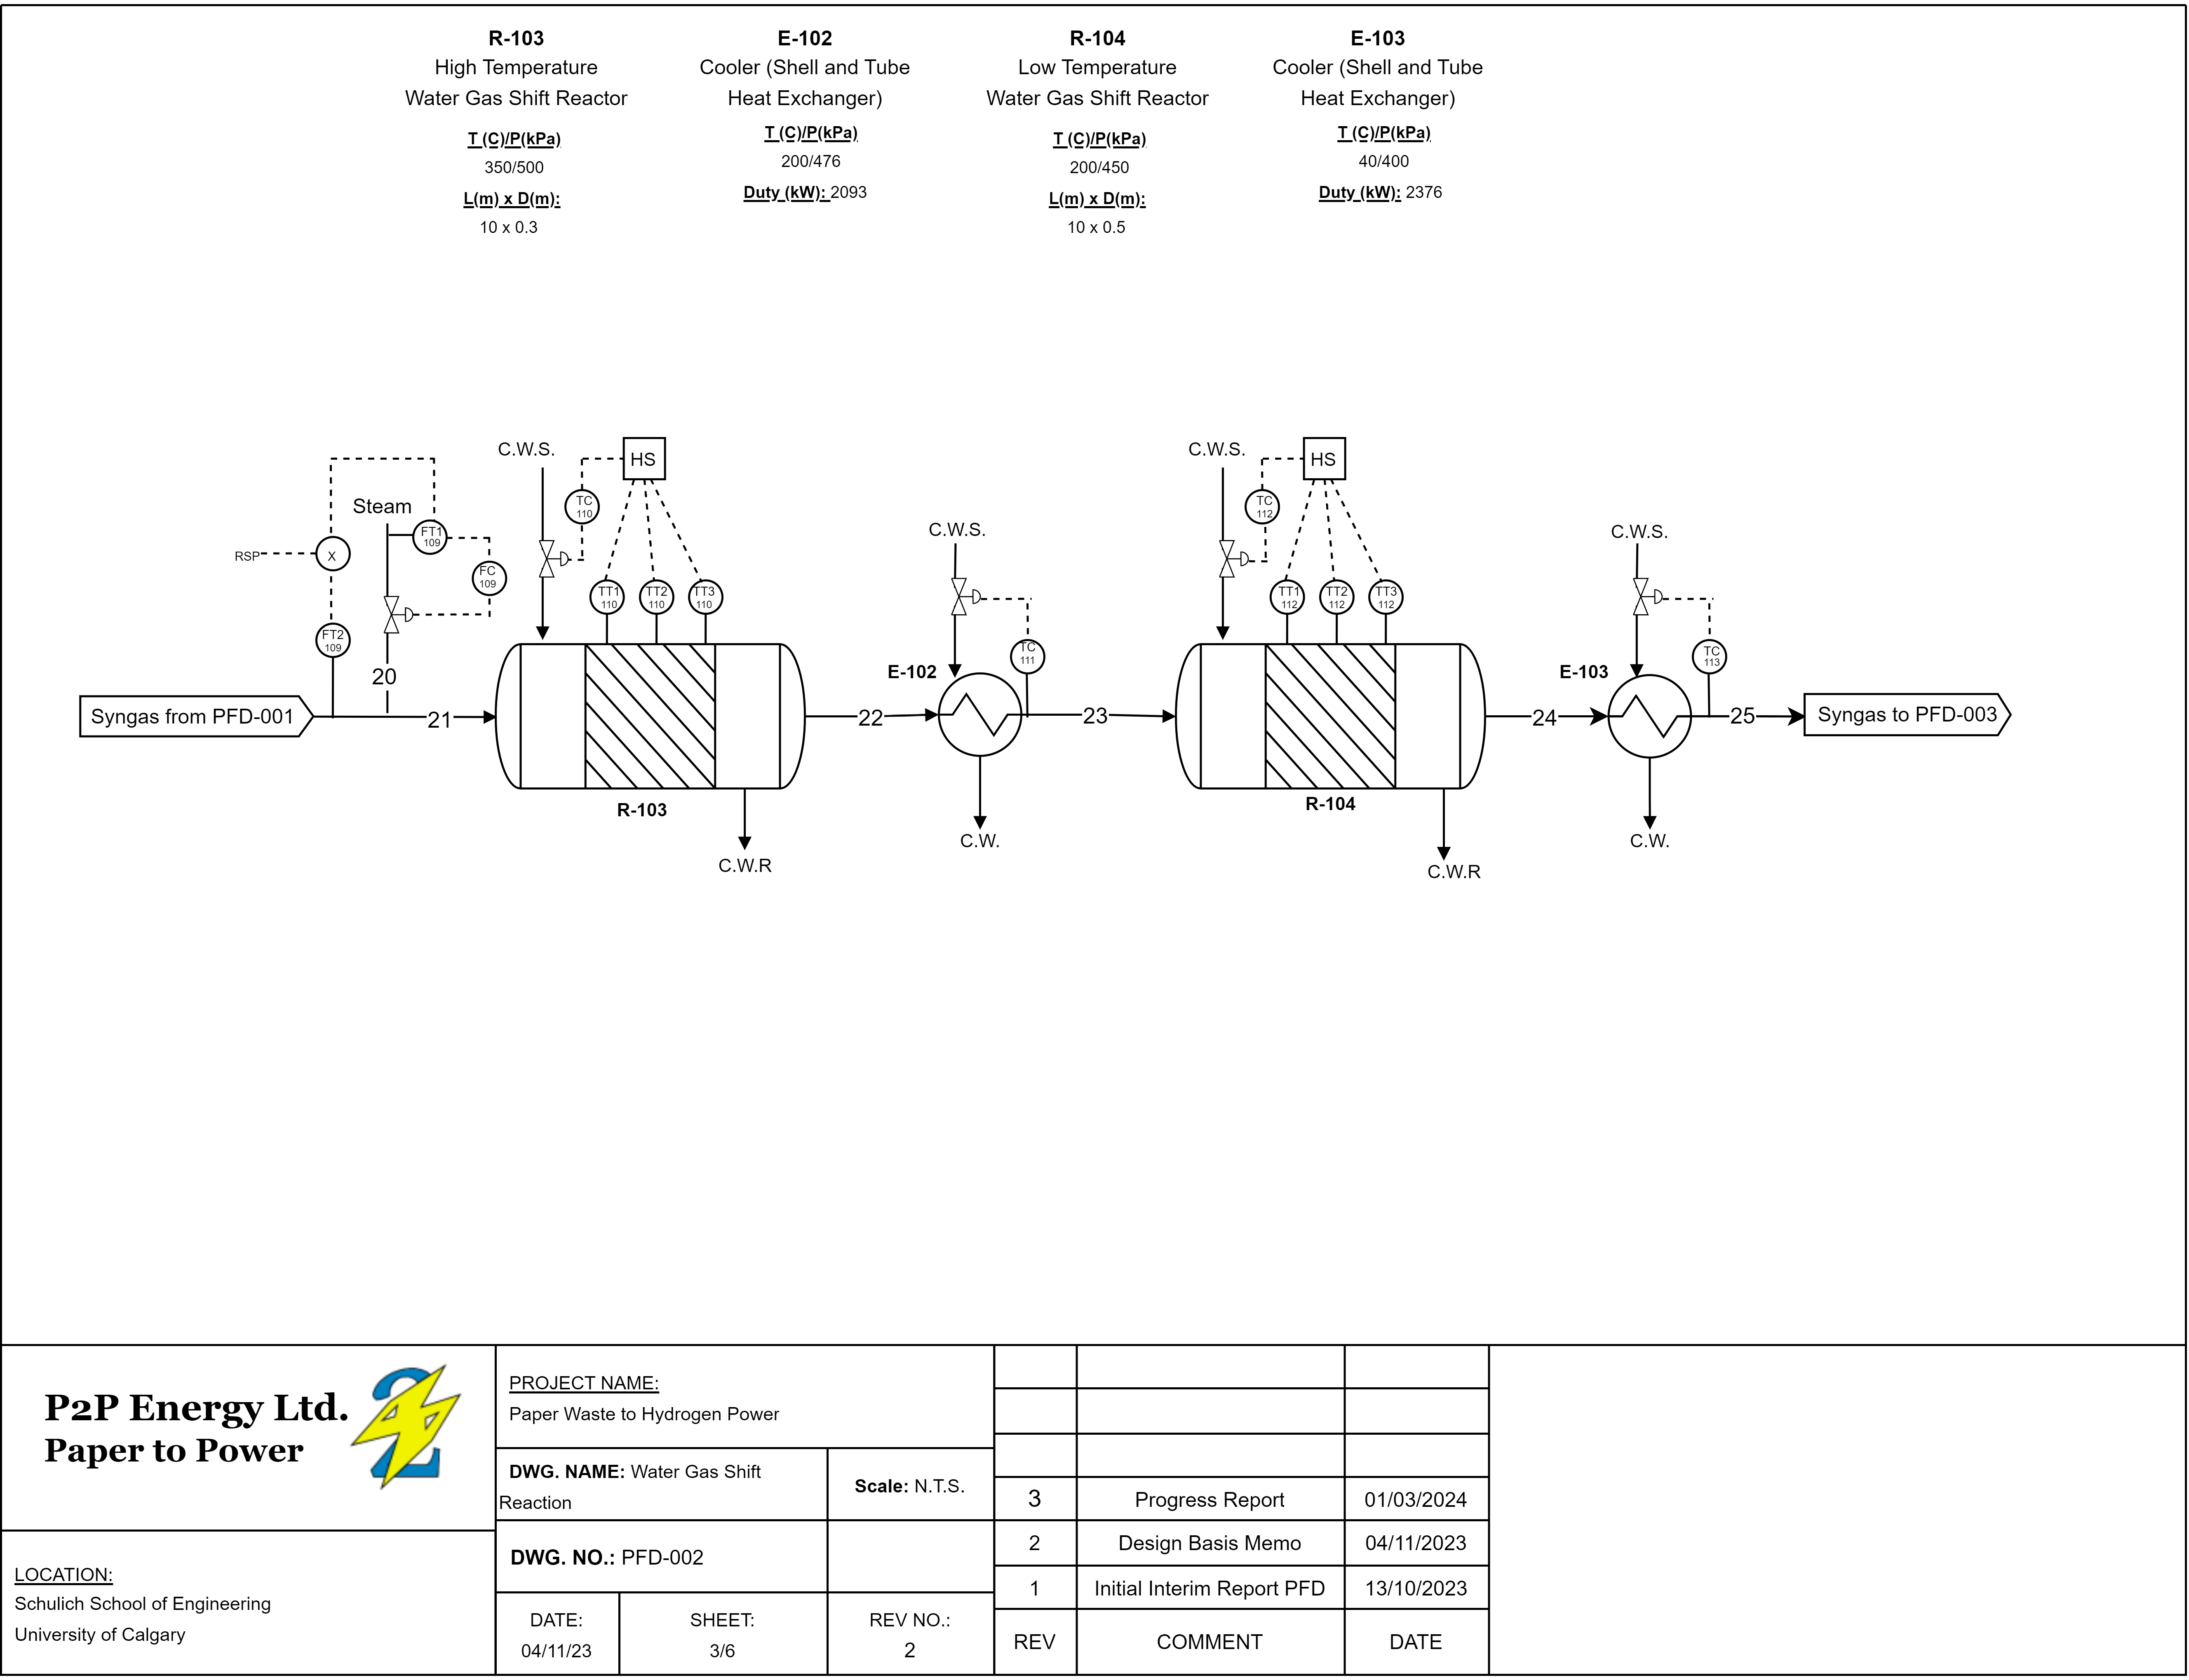 R-103
High Temperature
Water Gas Shift Reactor
T (C)/P(kPa)
350/500
L(m) x D(m):
10 x 0.3
E-102
Cooler (Shell and Tube
Heat Exchanger)
T (C)/P(kPa)
200/476
Duty (kW): 2093
R-104
Low Temperature
Water Gas Shift Reactor
T (C)/P(kPa)
200/450
L(m) x D(m):
10 x 0.5
E-103
Cooler (Shell and Tube
Heat Exchanger)
T (C)/P(kPa)
40/400
Duty (kW): 2376
Syngas from PFD-001
RSP
X
FT2
109
Steam
FT1
109
FC
109
20
21
C.W.S.
TC
110
HS
TT1
110
TT2
110
TT3
110
R-103
C.W.R
22
C.W.S.
E-102
TC
111
C.W.
23
C.W.S.
TC
112
HS
TT1
112
TT2
112
TT3
112
R-104
C.W.R
24
C.W.S.
E-103
TC
113
C.W.
25
Syngas to PFD-003
P2P Energy Ltd.
Paper to Power
2
LOCATION:
Schulich School of Engineering
University of Calgary
PROJECT NAME:
Paper Waste to Hydrogen Power
DWG. NAME: Water Gas Shift
Reaction
Scale: N.T.S.
DWG. NO.: PFD-002
DATE:
04/11/23
SHEET:
3/6
REV NO.:
2
3 Progress Report 01/03/2024
2 Design Basis Memo 04/11/2023
1 Initial Interim Report PFD 13/10/2023
REV COMMENT DATE